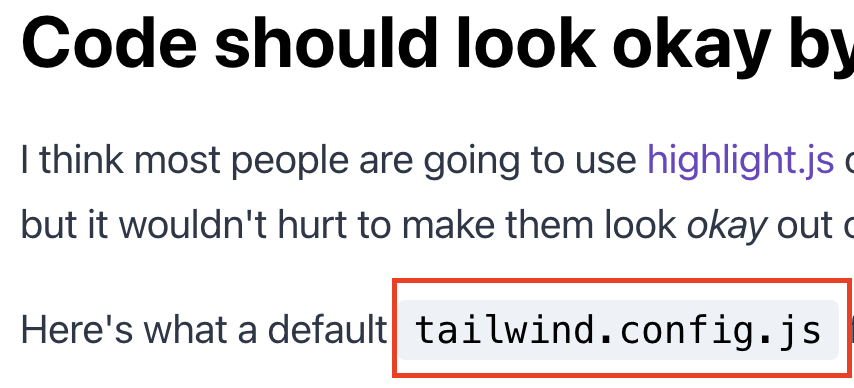 Code should look okay by
I think most people are going to use highlight.js
but it wouldn't hurt to make them look okay out
Here's what a default tailwind.config.js